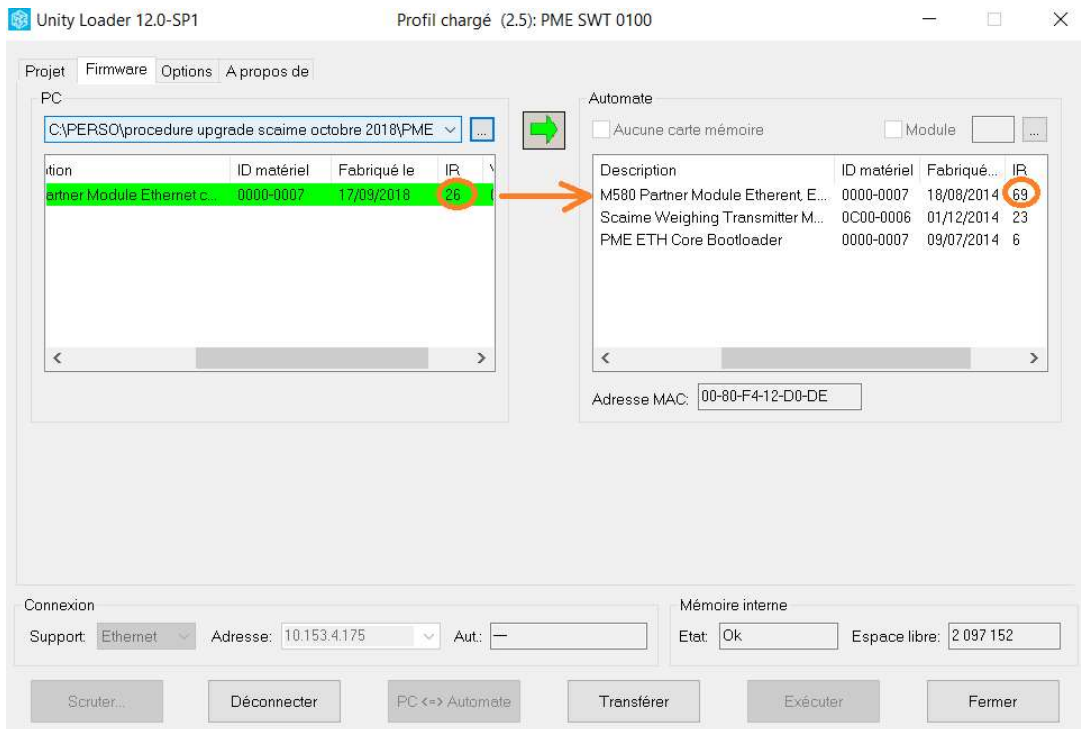 Unity Loader 12.0-SP1 Profil chargé (2.5): PME SWT 0100
Projet Firmware Options A propos de
PC
C:\PERSO\procedure upgrade scaime octobre 2018\PME ...
ition ID matériel Fabriqué le IR
artner Module Ethernet c... 0000-0007 17/09/2018 26
Automate
Aucune carte mémoire Module ...
Description ID matériel Fabriqué... IR
M580 Partner Module Etherent, E... 0000-0007 18/08/2014 69
Scaime Weighing Transmitter M... 0C00-0006 01/12/2014 23
PME ETH Core Bootloader 0000-0007 09/07/2014 6
Adresse MAC: 00-80-F4-12-D0-DE
Connexion
Support: Ethernet Adresse: 10.153.4.175 Aut.: —
Mémoire interne
Etat: Ok Espace libre: 2 097 152
Scruter... Déconnecter PC <=> Automate Transférer Exécuter Fermer